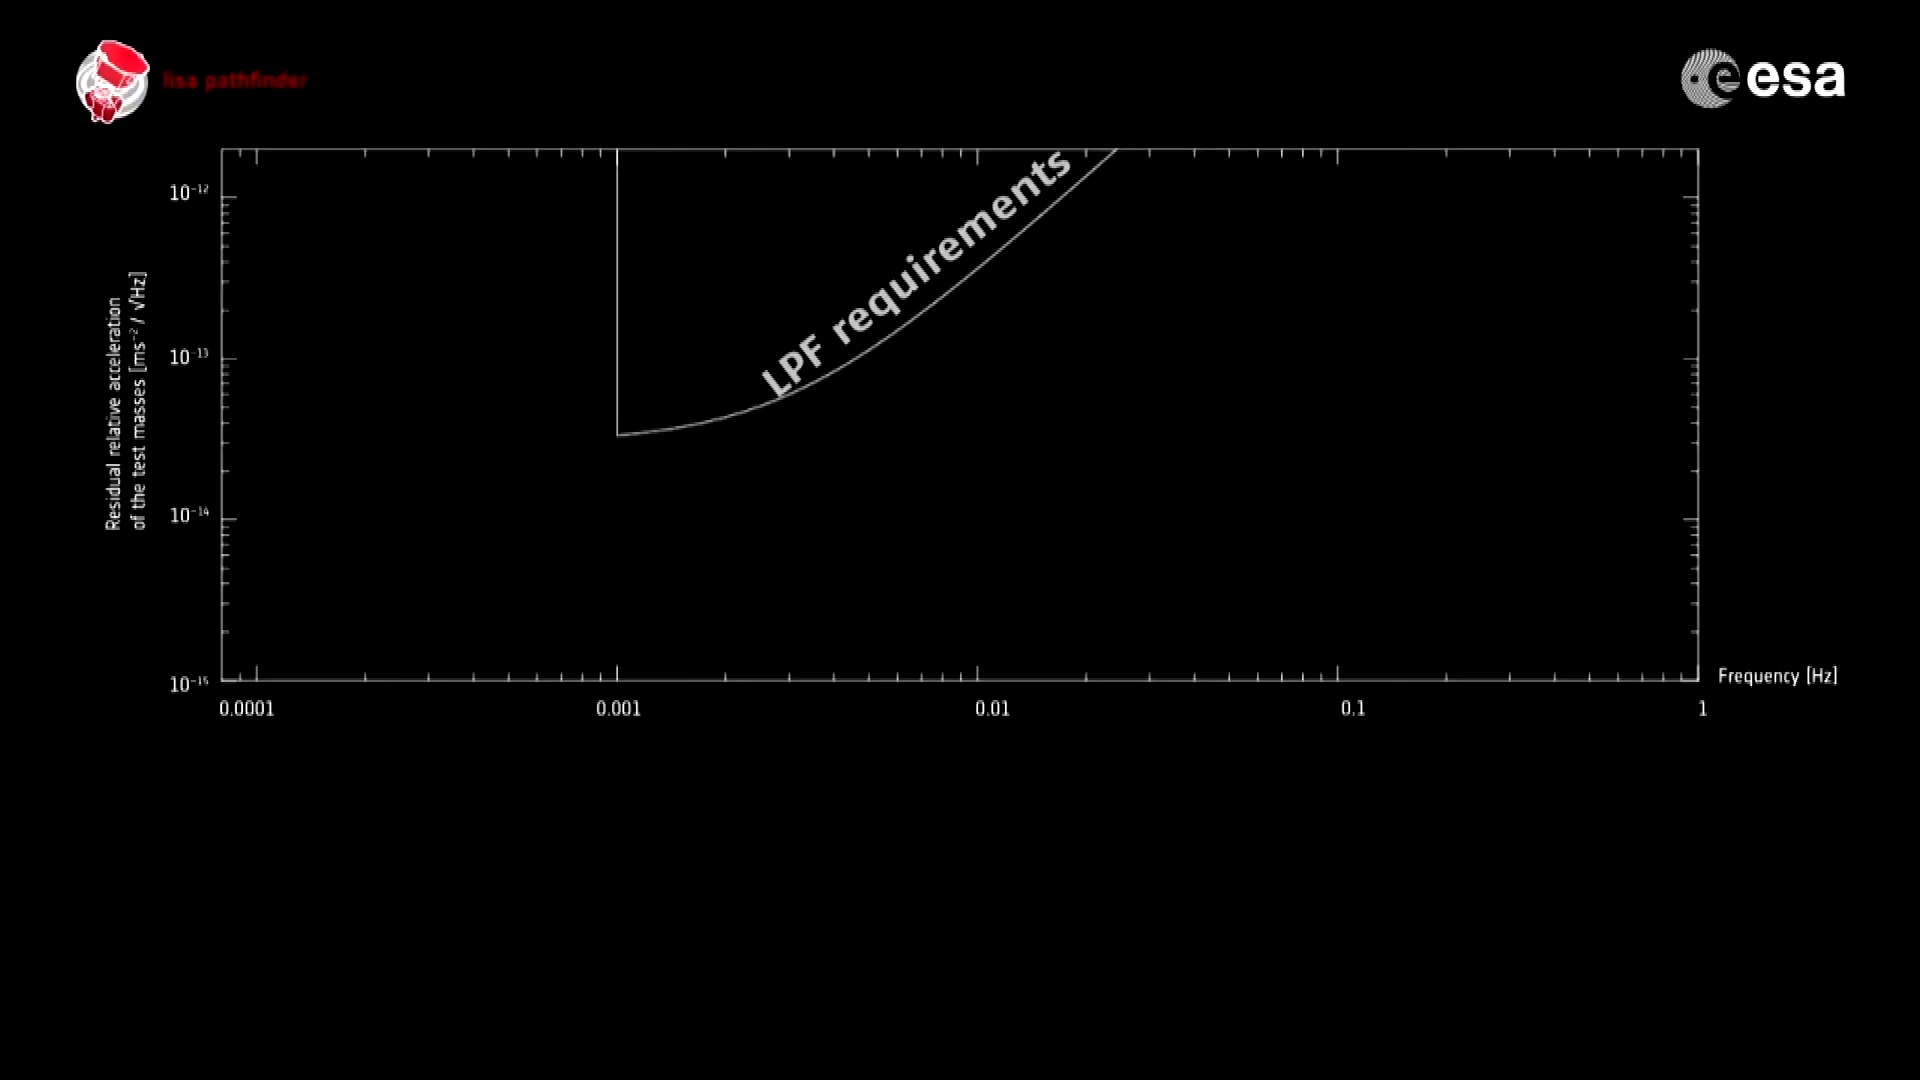 lisa pathfinder
esa
LPF requirements
Residual relative acceleration
of the test masses [ms⁻² / √Hz]
10⁻¹²
10⁻¹³
10⁻¹⁴
10⁻¹⁵
0.0001 0.001 0.01 0.1 1
Frequency [Hz]